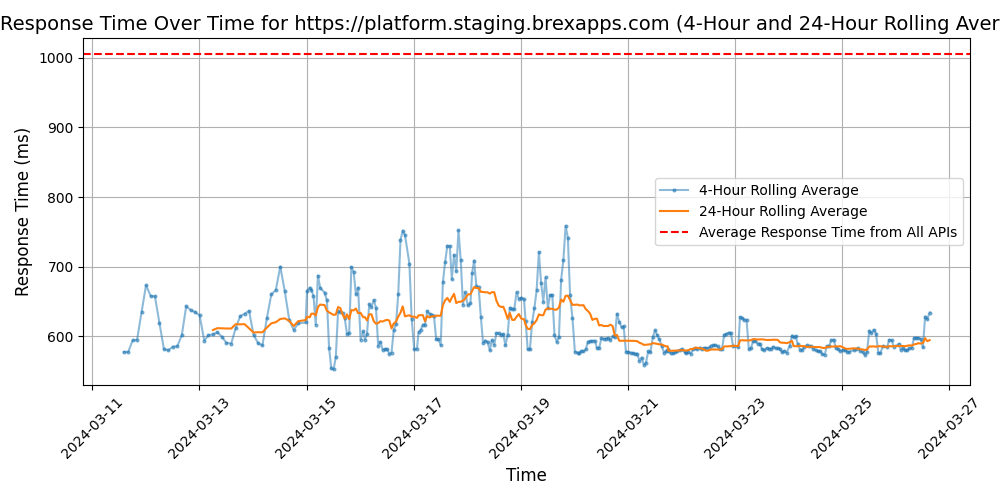 Response Time Over Time for https://platform.staging.brexapps.com (4-Hour and 24-Hour Rolling Aver
Response Time (ms)
1000
900
800
700
600
4-Hour Rolling Average
24-Hour Rolling Average
Average Response Time from All APIs
2024-03-11
2024-03-13
2024-03-15
2024-03-17
2024-03-19
2024-03-21
2024-03-23
2024-03-25
2024-03-27
Time